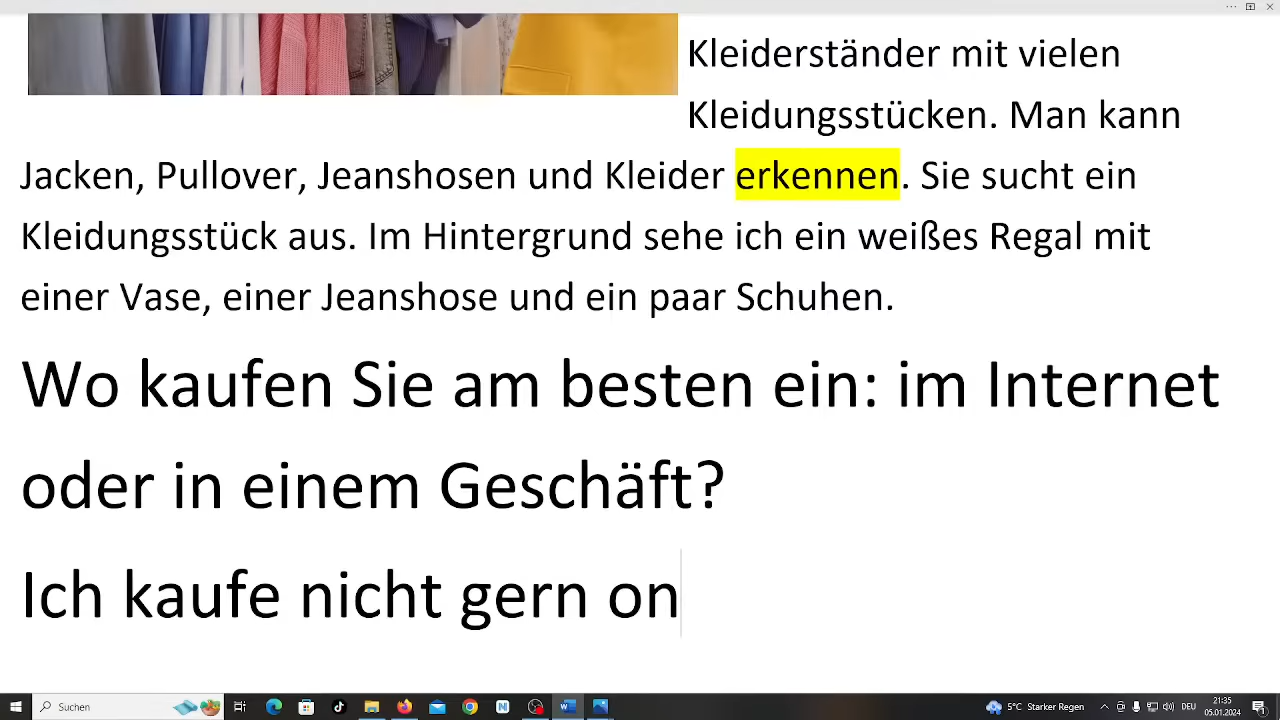 Kleiderständer mit vielen
Kleidungsstücken. Man kann
Jacken, Pullover, Jeanshosen und Kleider erkennen. Sie sucht ein
Kleidungsstück aus. Im Hintergrund sehe ich ein weißes Regal mit
einer Vase, einer Jeanshose und ein paar Schuhen.
Wo kaufen Sie am besten ein: im Internet
oder in einem Geschäft?
Ich kaufe nicht gern on
Suchen
5°C Starker Regen
DEU
21:35
05.01.2024